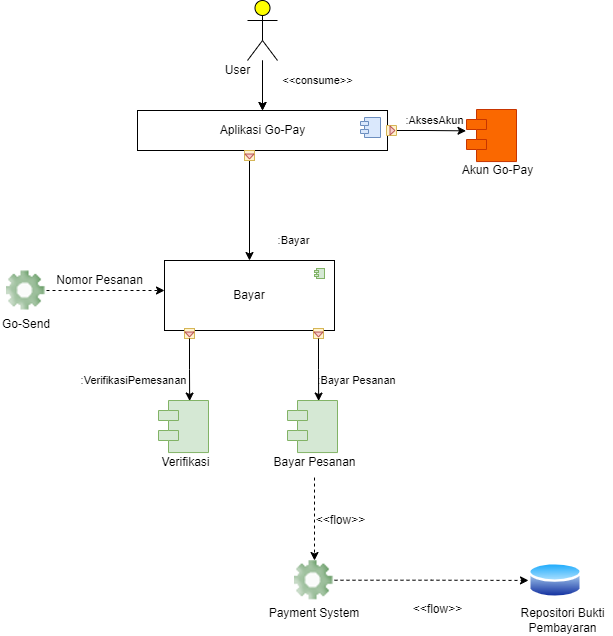 User
<<consume>>
Aplikasi Go-Pay
:AksesAkun
Akun Go-Pay
:Bayar
Nomor Pesanan
Bayar
Go-Send
:VerifikasiPemesanan
:Bayar Pesanan
Verifikasi
Bayar Pesanan
<<flow>>
Payment System
<<flow>>
Repositori Bukti
Pembayaran